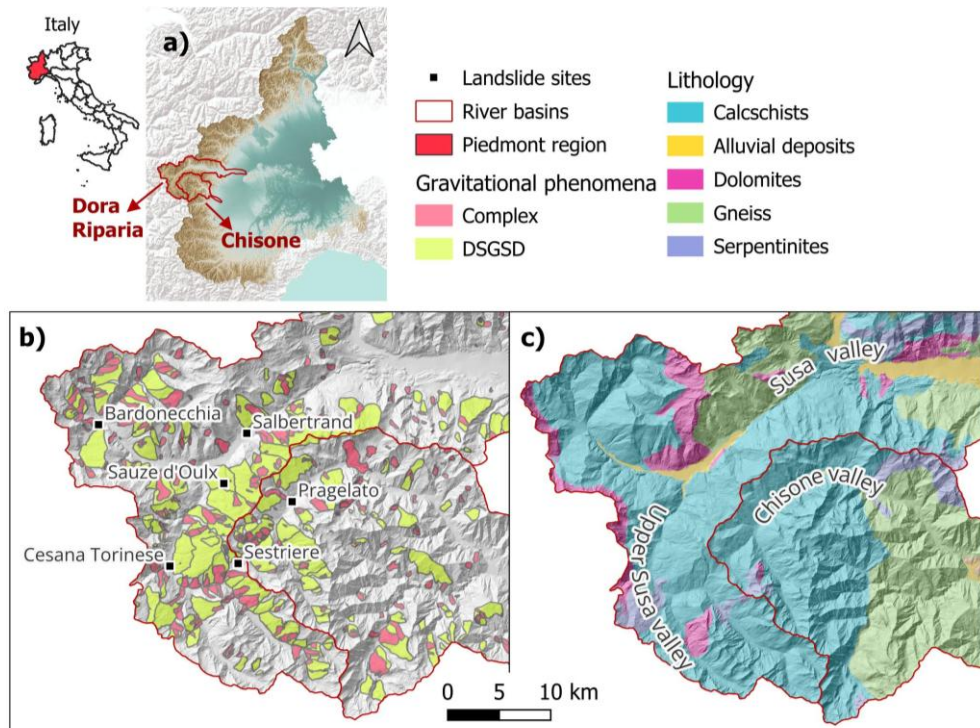 Italy
a)
Dora
Riparia
Chisone
Landslide sites
River basins
Piedmont region
Gravitational phenomena
Complex
DSGSD
Lithology
Calcschists
Alluvial deposits
Dolomites
Gneiss
Serpentinites
b)
Bardonecchia
Salbertrand
Sauze d'Oulx
Pragelato
Cesana Torinese
Sestriere
c)
Susa valley
Chisone valley
Upper Susa valley
0 5 10 km